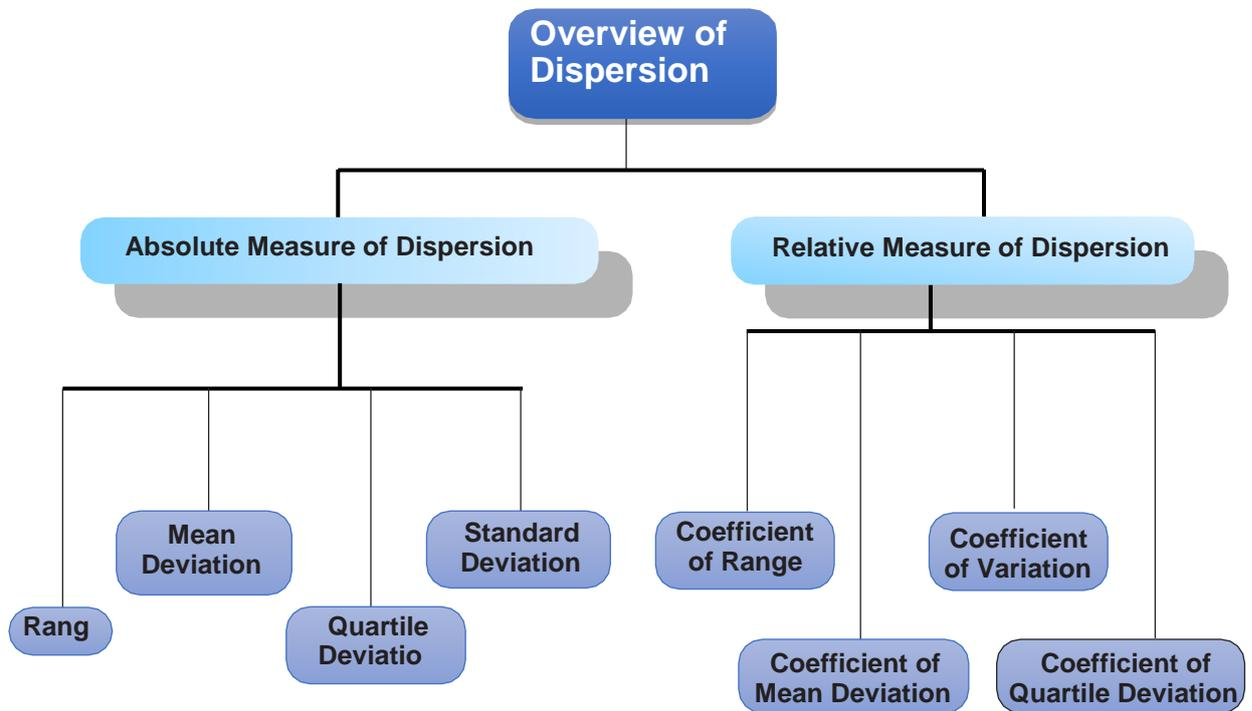 Overview of
Dispersion
Absolute Measure of Dispersion
Relative Measure of Dispersion
Rang
Mean
Deviation
Quartile
Deviatio
Standard
Deviation
Coefficient
of Range
Coefficient of
Mean Deviation
Coefficient
of Variation
Coefficient of
Quartile Deviation